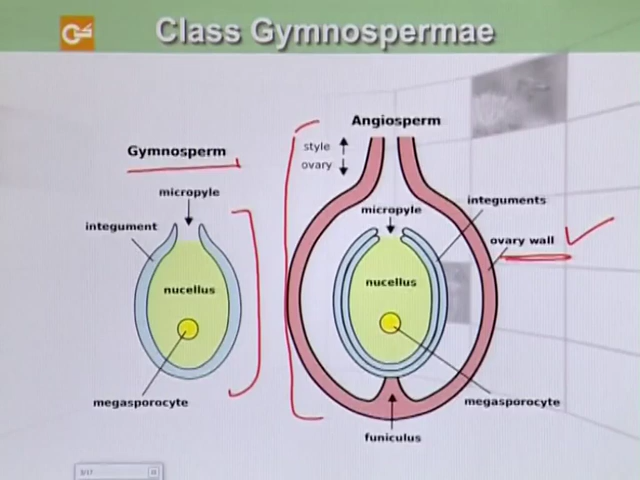 Class Gymnospermae
Gymnosperm
micropyle
integument
nucellus
megasporocyte
Angiosperm
style
ovary
micropyle
integuments
ovary wall
nucellus
megasporocyte
funiculus